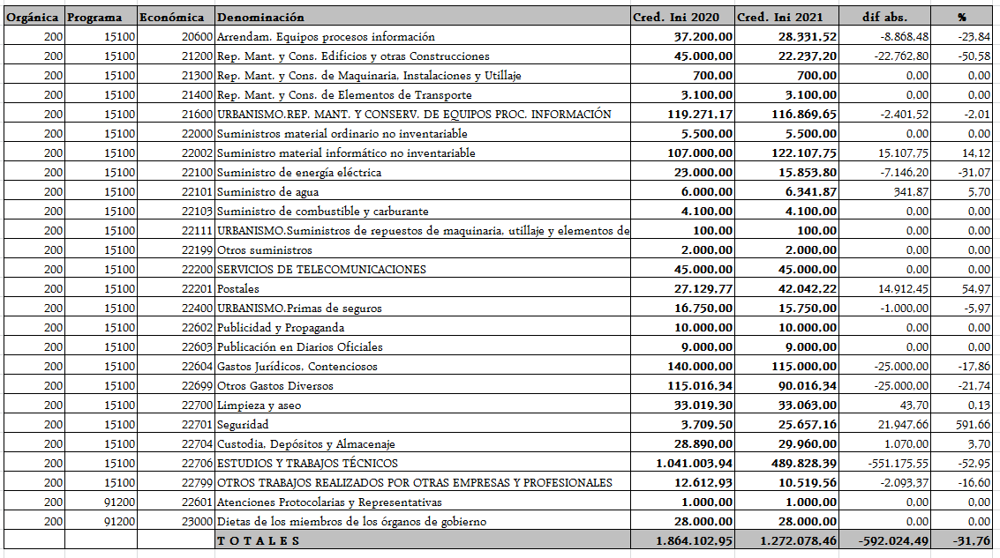 Orgánica Programa Económica Denominación Cred. Ini 2020 Cred. Ini 2021 dif abs. %
200 15100 20600 Arrendam. Equipos procesos información 37.200,00 28.331,52 -8.868,48 -23,84
200 15100 21200 Rep. Mant. y Cons. Edificios y otras Construcciones 45.000,00 22.237,20 -22.762,80 -50,58
200 15100 21300 Rep. Mant. y Cons. de Maquinaria, Instalaciones y Utillaje 700,00 700,00 0,00 0,00
200 15100 21400 Rep. Mant. y Cons. de Elementos de Transporte 3.100,00 3.100,00 0,00 0,00
200 15100 21600 URBANISMO.REP. MANT. Y CONSERV. DE EQUIPOS PROC. INFORMACIÓN 119.271,17 116.869,65 -2.401,52 -2,01
200 15100 22000 Suministros material ordinario no inventariable 5.500,00 5.500,00 0,00 0,00
200 15100 22002 Suministro material informático no inventariable 107.000,00 122.107,75 15.107,75 14,12
200 15100 22100 Suministro de energía eléctrica 23.000,00 15.853,80 -7.146,20 -31,07
200 15100 22101 Suministro de agua 6.000,00 6.341,87 341,87 5,70
200 15100 22103 Suministro de combustible y carburante 4.100,00 4.100,00 0,00 0,00
200 15100 22111 URBANISMO.Suministros de repuestos de maquinaria, utillaje y elementos de 100,00 100,00 0,00 0,00
200 15100 22199 Otros suministros 2.000,00 2.000,00 0,00 0,00
200 15100 22200 SERVICIOS DE TELECOMUNICACIONES 45.000,00 45.000,00 0,00 0,00
200 15100 22201 Postales 27.129,77 42.042,22 14.912,45 54,97
200 15100 22400 URBANISMO.Primas de seguros 16.750,00 15.750,00 -1.000,00 -5,97
200 15100 22602 Publicidad y Propaganda 10.000,00 10.000,00 0,00 0,00
200 15100 22603 Publicación en Diarios Oficiales 9.000,00 9.000,00 0,00 0,00
200 15100 22604 Gastos Jurídicos, Contenciosos 140.000,00 115.000,00 -25.000,00 -17,86
200 15100 22699 Otros Gastos Diversos 115.016,34 90.016,34 -25.000,00 -21,74
200 15100 22700 Limpieza y aseo 33.019,30 33.063,00 43,70 0,13
200 15100 22701 Seguridad 3.709,50 25.657,16 21.947,66 591,66
200 15100 22704 Custodia, Depósitos y Almacenaje 28.890,00 29.960,00 1.070,00 3,70
200 15100 22706 ESTUDIOS Y TRABAJOS TÉCNICOS 1.041.003,94 489.828,39 -551.175,55 -52,95
200 15100 22799 OTROS TRABAJOS REALIZADOS POR OTRAS EMPRESAS Y PROFESIONALES 12.612,93 10.519,56 -2.093,37 -16,60
200 91200 22601 Atenciones Protocolarias y Representativas 1.000,00 1.000,00 0,00 0,00
200 91200 23000 Dietas de los miembros de los órganos de gobierno 28.000,00 28.000,00 0,00 0,00
T O T A L E S 1.864.102,95 1.272.078,46 -592.024,49 -31,76